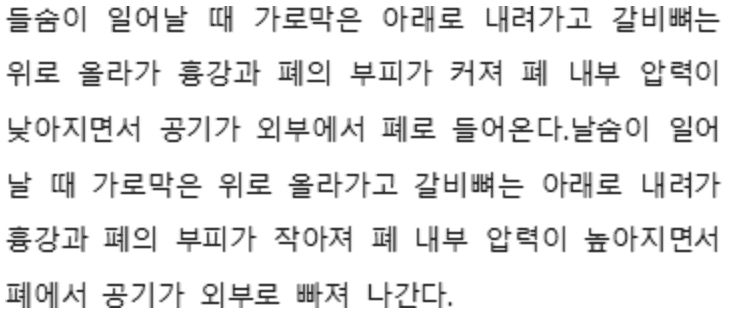 들숨이 일어날 때 가로막은 아래로 내려가고 갈비뼈는
위로 올라가 흉강과 폐의 부피가 커져 폐 내부 압력이
낮아지면서 공기가 외부에서 폐로 들어온다.날숨이 일어
날 때 가로막은 위로 올라가고 갈비뼈는 아래로 내려가
흉강과 폐의 부피가 작아져 폐 내부 압력이 높아지면서
폐에서 공기가 외부로 빠져 나간다.